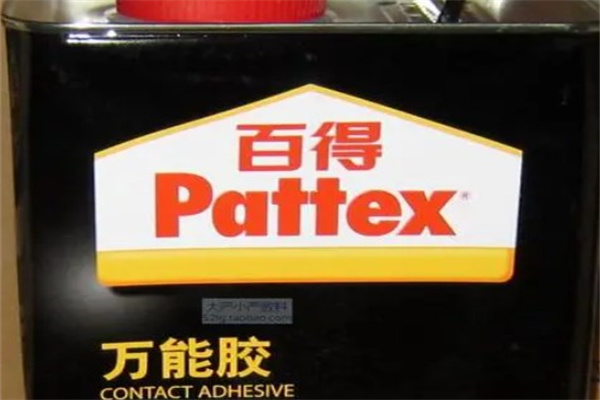 百得
Pattex®
万能胶
CONTACT ADHESIVE